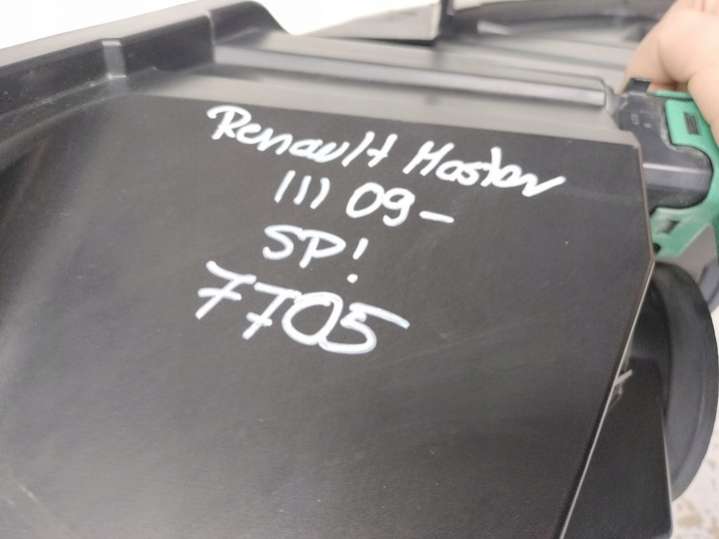 Renault Master
III 09-
SP!
7705